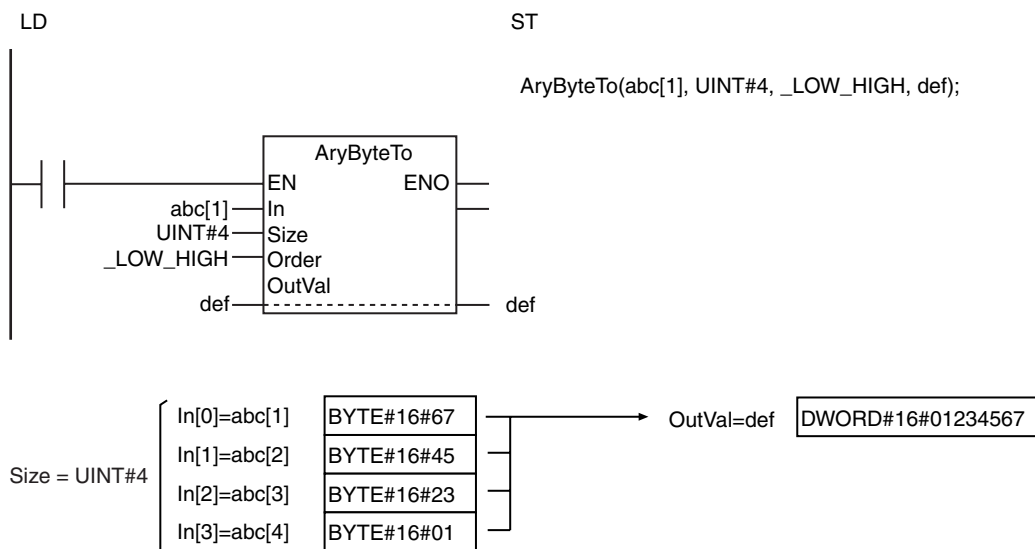 LD
ST
AryByteTo(abc[1], UINT#4, _LOW_HIGH, def);
AryByteTo
EN ENO
abc[1] In
UINT#4 Size
_LOW_HIGH Order
OutVal
def def
In[0]=abc[1] BYTE#16#67 OutVal=def DWORD#16#01234567
In[1]=abc[2] BYTE#16#45
Size = UINT#4
In[2]=abc[3] BYTE#16#23
In[3]=abc[4] BYTE#16#01